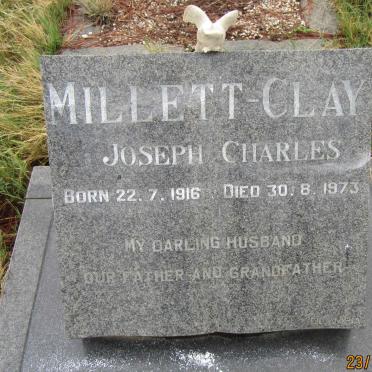 MILLETT-CLAY
JOSEPH CHARLES
BORN 22.7.1916 DIED 30.8.1973
MY DARLING HUSBAND
OUR FATHER AND GRANDFATHER
23/